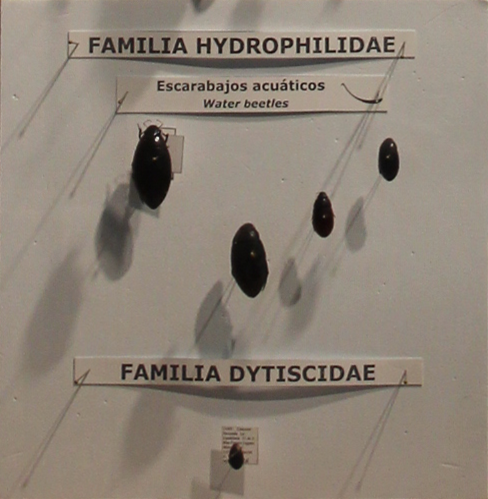 FAMILIA HYDROPHILIDAE
Escarabajos acuáticos
Water beetles
FAMILIA DYTISCIDAE